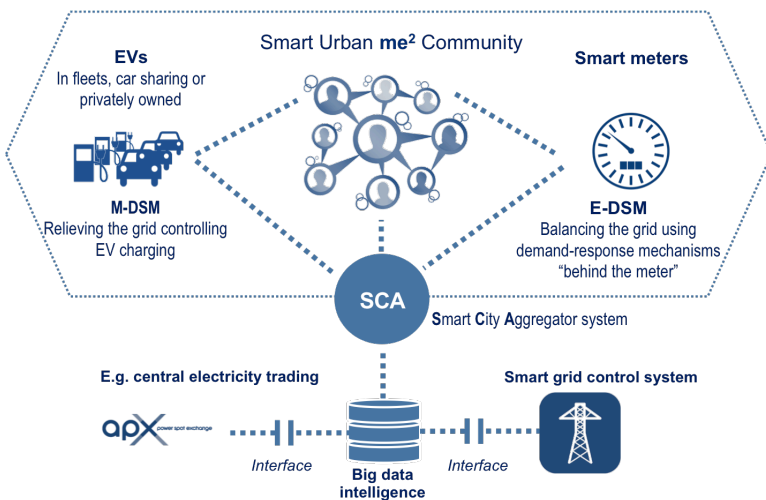 Smart Urban me² Community
EVs
In fleets, car sharing or
privately owned
Smart meters
M-DSM
Relieving the grid controlling
EV charging
E-DSM
Balancing the grid using
demand-response mechanisms
“behind the meter”
SCA
Smart City Aggregator system
E.g. central electricity trading
Smart grid control system
apx power spot exchange
Interface
Interface
Big data
intelligence